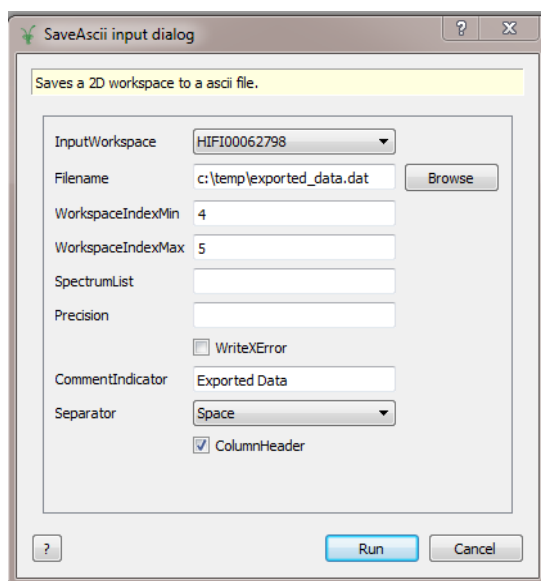 SaveAscii input dialog
?
Saves a 2D workspace to a ascii file.
InputWorkspace HIFI00062798
Filename c:\temp\exported_data.dat Browse
WorkspaceIndexMin 4
WorkspaceIndexMax 5
SpectrumList
Precision
WriteXError
CommentIndicator Exported Data
Separator Space
ColumnHeader
? Run Cancel